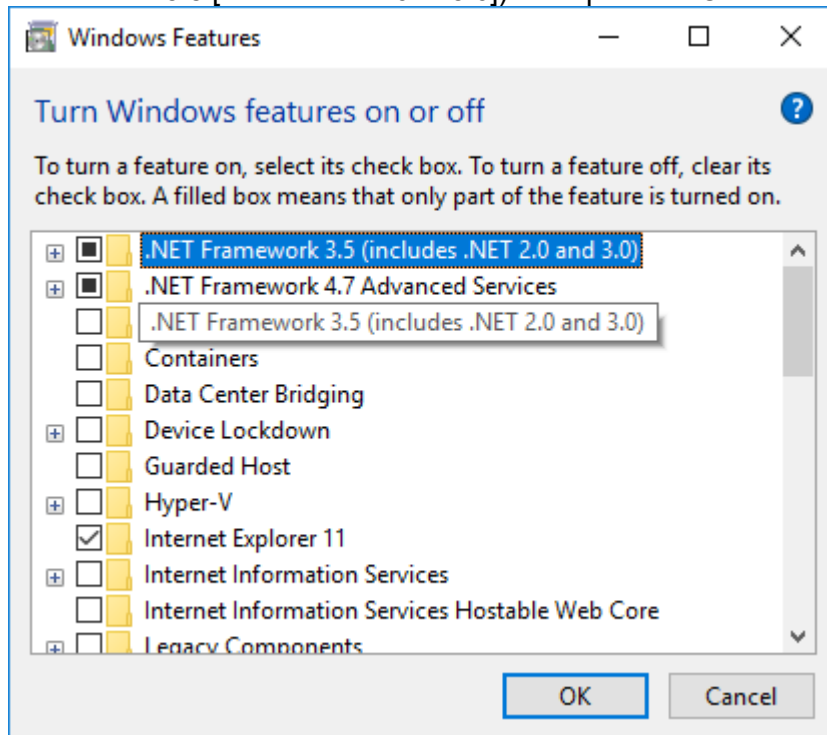 Windows Features
Turn Windows features on or off
To turn a feature on, select its check box. To turn a feature off, clear its
check box. A filled box means that only part of the feature is turned on.
.NET Framework 3.5 (includes .NET 2.0 and 3.0)
.NET Framework 4.7 Advanced Services
.NET Framework 3.5 (includes .NET 2.0 and 3.0)
Containers
Data Center Bridging
Device Lockdown
Guarded Host
Hyper-V
Internet Explorer 11
Internet Information Services
Internet Information Services Hostable Web Core
Legacy Components
OK
Cancel